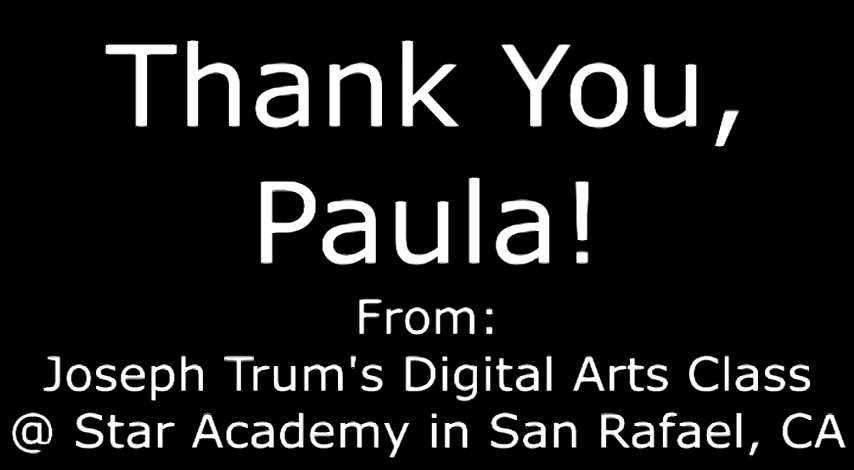 Thank You,
Paula!
From:
Joseph Trum's Digital Arts Class
@ Star Academy in San Rafael, CA